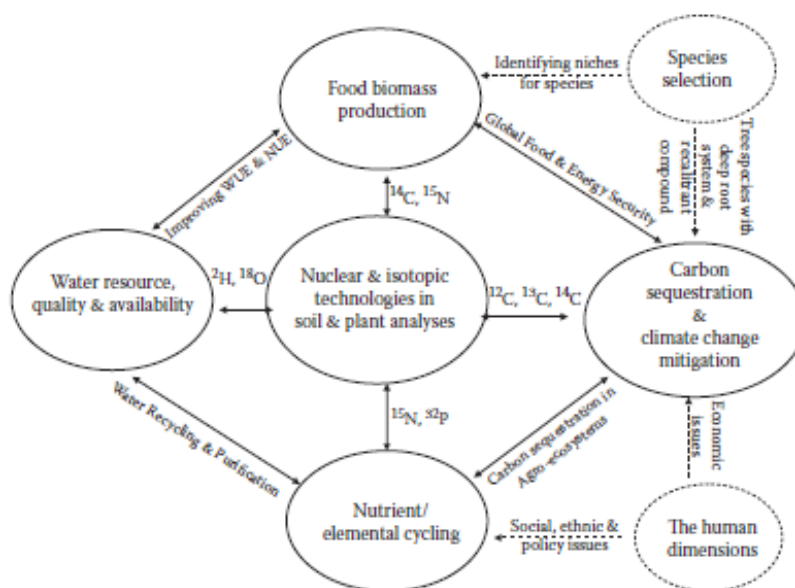 Food biomass
production
Identifying niches
for species
Species
selection
Improving WUE & NUE
Global Food & Energy Security
Tree species with
deep root
system &
recalitrant
compound
¹⁴C, ¹⁵N
Water resource,
quality & availability
²H, ¹⁸O
Nuclear & isotopic
technologies in
soil & plant analyses
¹²C, ¹³C, ¹⁴C
Carbon
sequestration
&
climate change
mitigation
¹⁵N, ³²p
Water Recycling & Purification
Carbon sequestration in
Agro-ecosystems
Economic
issues
Nutrient/
elemental cycling
Social, ethnic &
policy issues
The human
dimensions